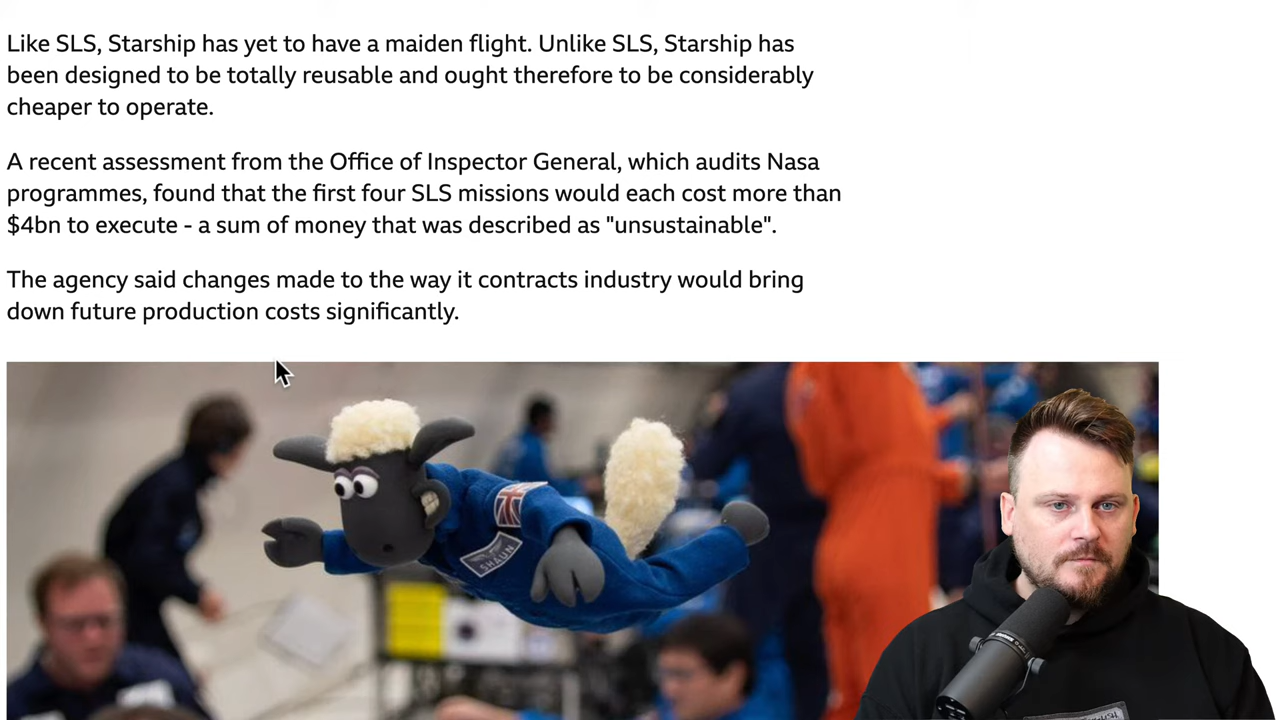 Like SLS, Starship has yet to have a maiden flight. Unlike SLS, Starship has
been designed to be totally reusable and ought therefore to be considerably
cheaper to operate.
A recent assessment from the Office of Inspector General, which audits Nasa
programmes, found that the first four SLS missions would each cost more than
$4bn to execute - a sum of money that was described as "unsustainable".
The agency said changes made to the way it contracts industry would bring
down future production costs significantly.
SHAUN